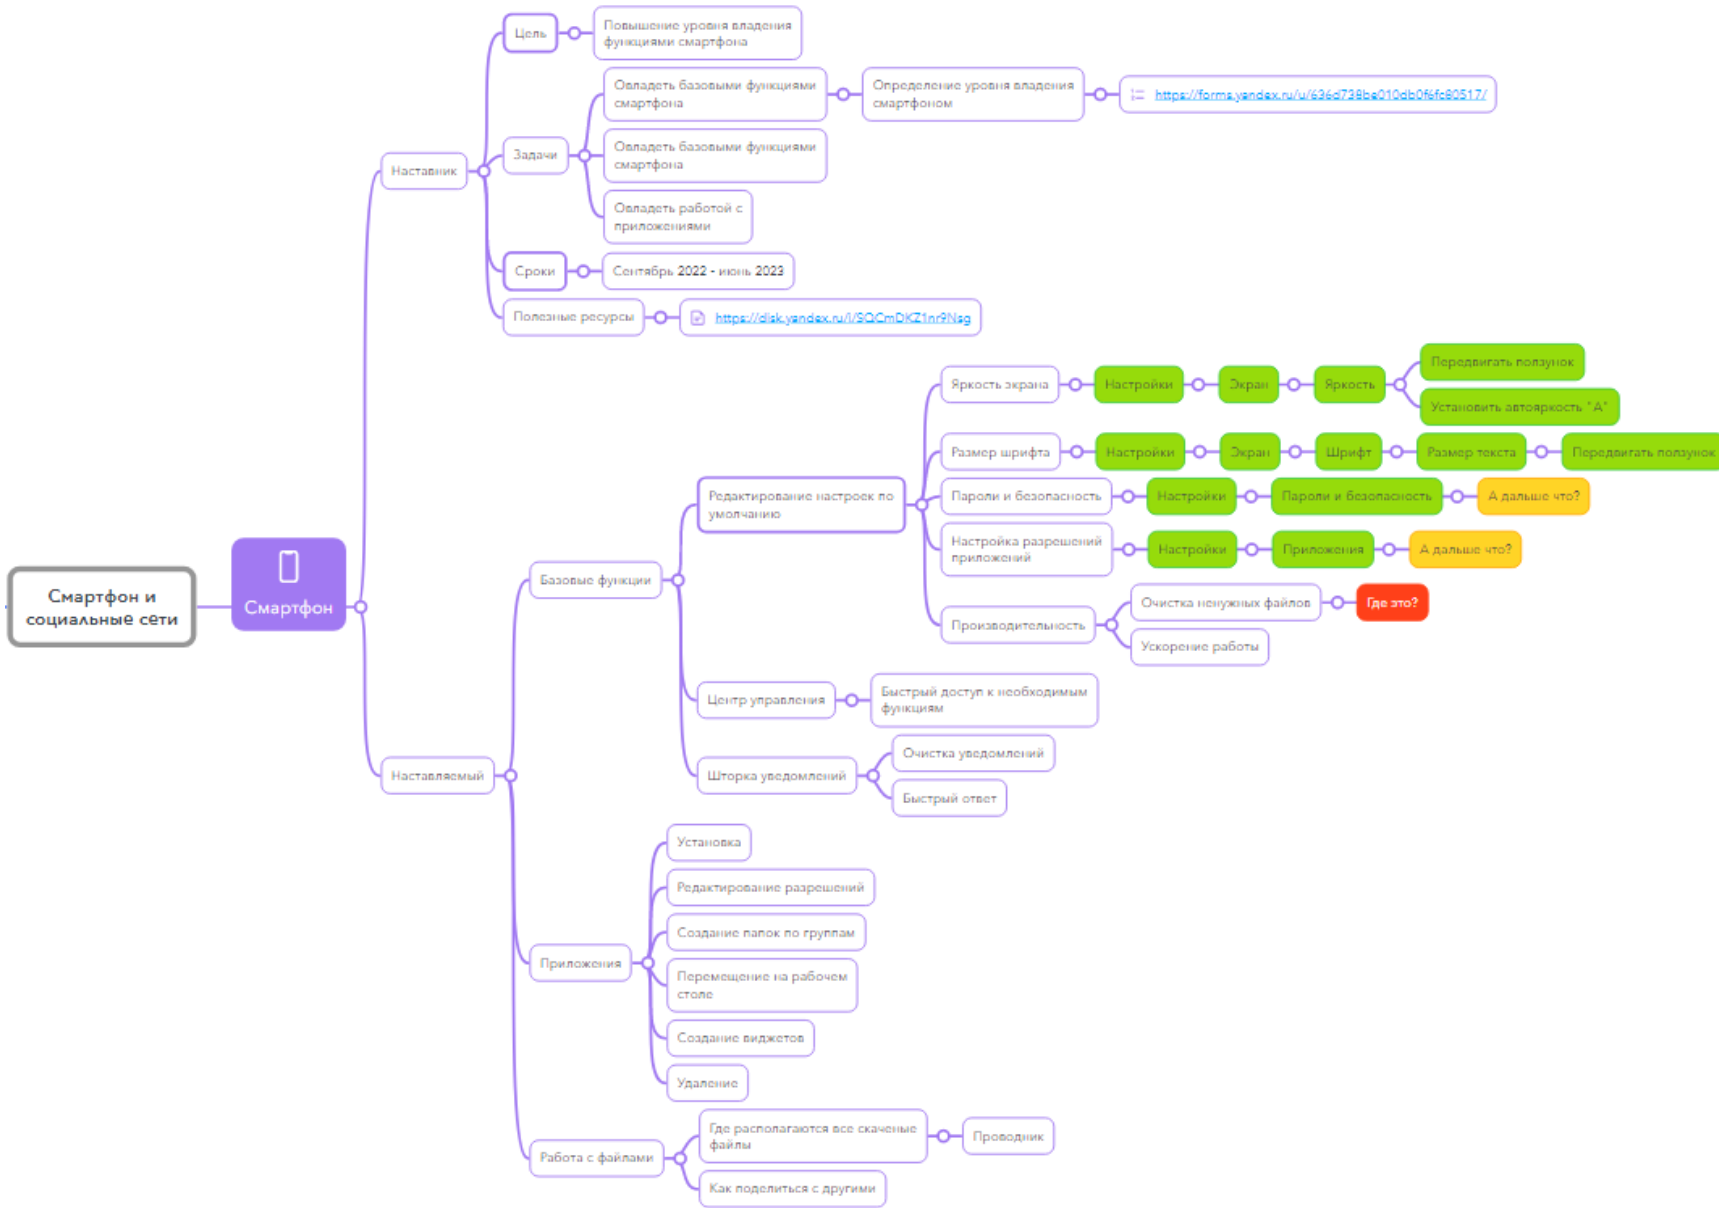 Смартфон и
социальные сети
Смартфон
Наставник
Цель
Повышение уровня владения
функциями смартфона
Задачи
Овладеть базовыми функциями
смартфона
Определение уровня владения
смартфоном
https://forms.yandex.ru/u/636d738be010db0f6fc80517/
Овладеть базовыми функциями
смартфона
Овладеть работой с
приложениями
Сроки
Сентябрь 2022 - июнь 2023
Полезные ресурсы
https://disk.yandex.ru/i/SQCmDKZ1nr9Nsg
Наставляемый
Базовые функции
Редактирование настроек по
умолчанию
Яркость экрана
Настройки
Экран
Яркость
Передвигать ползунок
Установить автояркость "А"
Размер шрифта
Настройки
Экран
Шрифт
Размер текста
Передвигать ползунок
Пароли и безопасность
Настройки
Пароли и безопасность
А дальше что?
Настройка разрешений
приложений
Настройки
Приложения
А дальше что?
Производительность
Очистка ненужных файлов
Где это?
Ускорение работы
Центр управления
Быстрый доступ к необходимым
функциям
Шторка уведомлений
Очистка уведомлений
Быстрый ответ
Приложения
Установка
Редактирование разрешений
Создание папок по группам
Перемещение на рабочем
столе
Создание виджетов
Удаление
Работа с файлами
Где располагаются все скаченые
файлы
Проводник
Как поделиться с другими